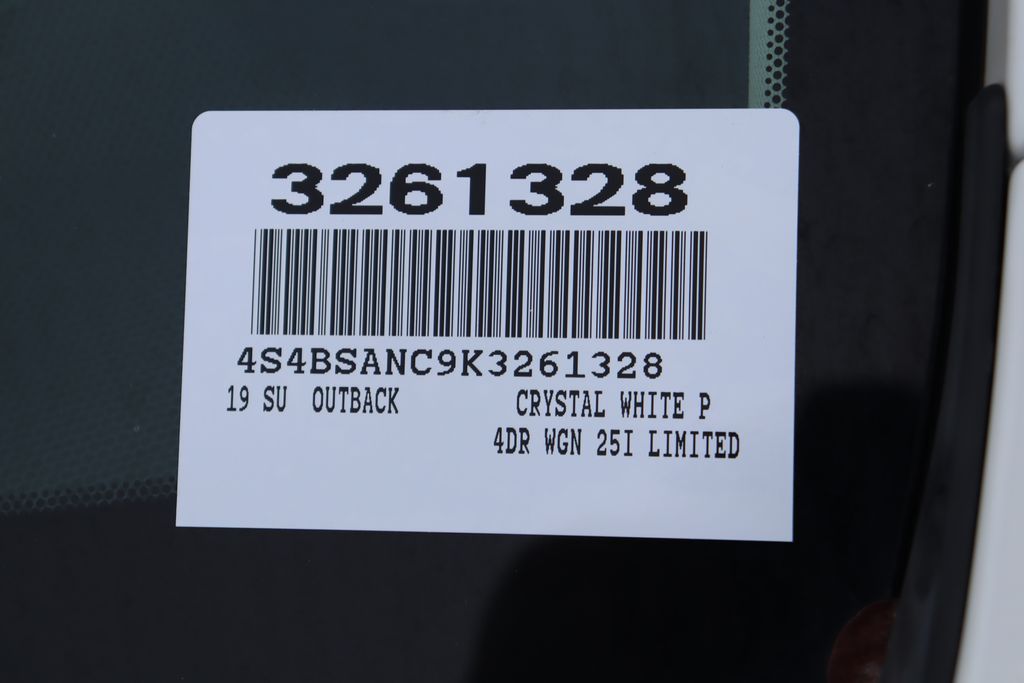 3261328
4S4BSANC9K3261328
19 SU OUTBACK CRYSTAL WHITE P
4DR WGN 25I LIMITED